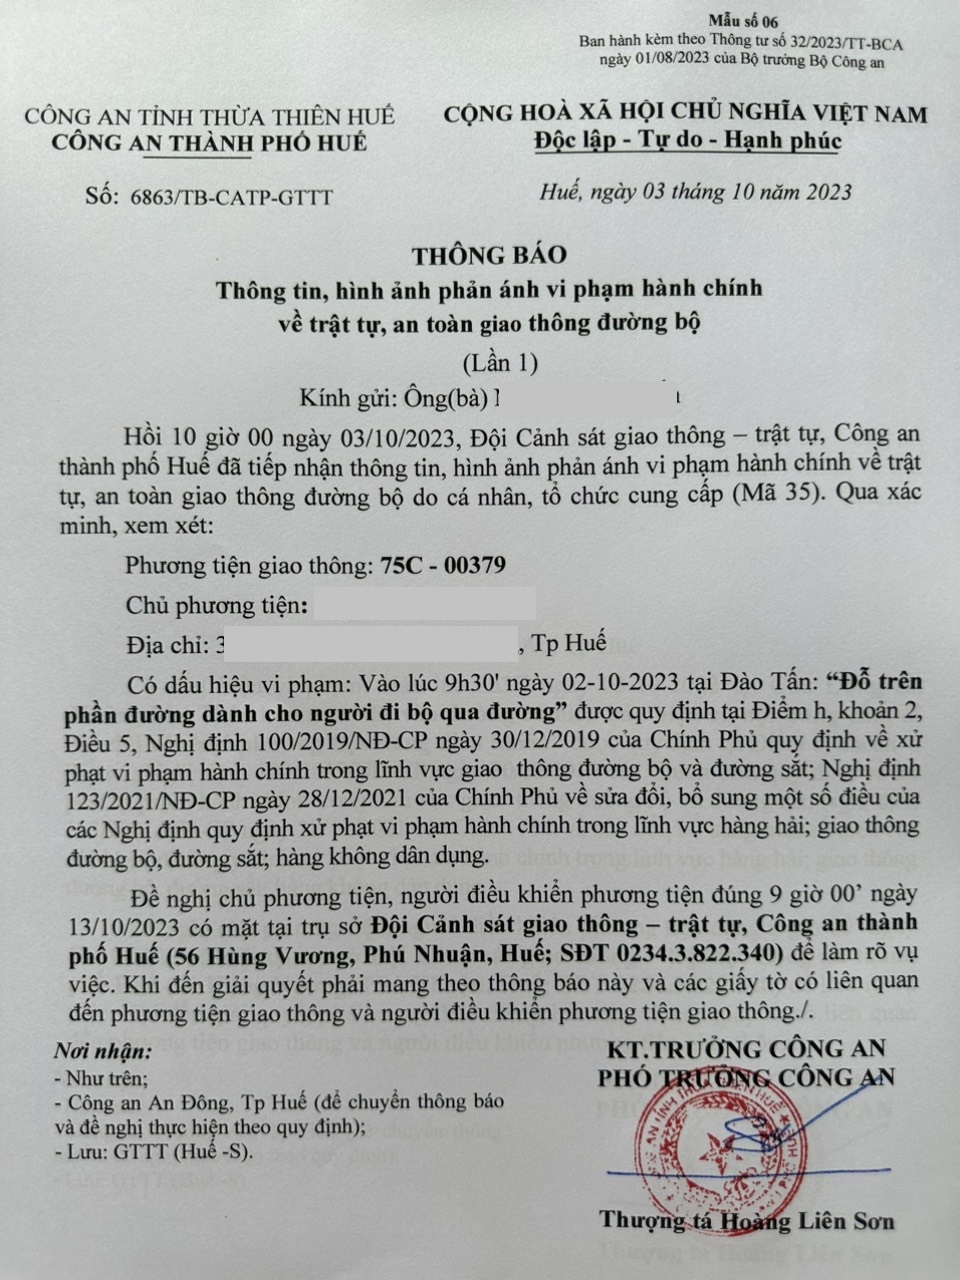 Mẫu số 06
Ban hành kèm theo Thông tư số 32/2023/TT-BCA
ngày 01/08/2023 của Bộ trưởng Bộ Công an
CÔNG AN TỈNH THỪA THIÊN HUẾ
CÔNG AN THÀNH PHỐ HUẾ
Số: 6863/TB-CATP-GTTT
CỘNG HOÀ XÃ HỘI CHỦ NGHĨA VIỆT NAM
Độc lập - Tự do - Hạnh phúc
Huế, ngày 03 tháng 10 năm 2023
THÔNG BÁO
Thông tin, hình ảnh phản ánh vi phạm hành chính
về trật tự, an toàn giao thông đường bộ
(Lần 1)
Kính gửi: Ông(bà)
Hồi 10 giờ 00 ngày 03/10/2023, Đội Cảnh sát giao thông – trật tự, Công an
thành phố Huế đã tiếp nhận thông tin, hình ảnh phản ánh vi phạm hành chính về trật
tự, an toàn giao thông đường bộ do cá nhân, tổ chức cung cấp (Mã 35). Qua xác
minh, xem xét:
Phương tiện giao thông: 75C - 00379
Chủ phương tiện:
Địa chỉ: 3 , Tp Huế
Có dấu hiệu vi phạm: Vào lúc 9h30' ngày 02-10-2023 tại Đào Tấn: “Đỗ trên
phần đường dành cho người đi bộ qua đường” được quy định tại Điểm h, khoản 2,
Điều 5, Nghị định 100/2019/NĐ-CP ngày 30/12/2019 của Chính Phủ quy định về xử
phạt vi phạm hành chính trong lĩnh vực giao thông đường bộ và đường sắt; Nghị định
123/2021/NĐ-CP ngày 28/12/2021 của Chính Phủ về sửa đổi, bổ sung một số điều của
các Nghị định quy định xử phạt vi phạm hành chính trong lĩnh vực hàng hải; giao thông
đường bộ, đường sắt; hàng không dân dụng.
Đề nghị chủ phương tiện, người điều khiển phương tiện đúng 9 giờ 00’ ngày
13/10/2023 có mặt tại trụ sở Đội Cảnh sát giao thông – trật tự, Công an thành
phố Huế (56 Hùng Vương, Phú Nhuận, Huế; SĐT 0234.3.822.340) để làm rõ vụ
việc. Khi đến giải quyết phải mang theo thông báo này và các giấy tờ có liên quan
đến phương tiện giao thông và người điều khiển phương tiện giao thông./.
Nơi nhận:
- Như trên;
- Công an An Đông, Tp Huế (để chuyển thông báo
và đề nghị thực hiện theo quy định);
- Lưu: GTTT (Huế -S).
KT.TRƯỞNG CÔNG AN
PHÓ TRƯỞNG CÔNG AN
Thượng tá Hoàng Liên Sơn